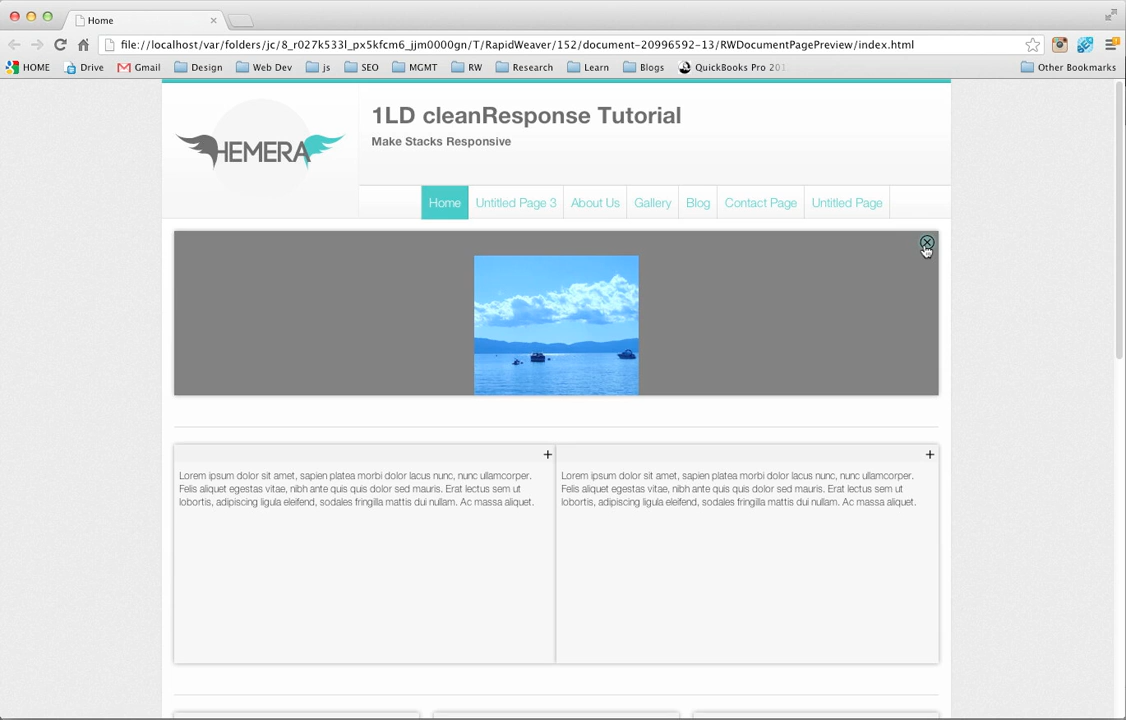 Home
file://localhost/var/folders/jc/8_r027k533l_px5kfcm6_jjm0000gn/T/RapidWeaver/152/document-20996592-13/RWDocumentPagePreview/index.html
HOME Drive Gmail Design Web Dev js SEO MGMT RW Research Learn Blogs QuickBooks Pro 201 Other Bookmarks
HEMERA
1LD cleanResponse Tutorial
Make Stacks Responsive
Home Untitled Page 3 About Us Gallery Blog Contact Page Untitled Page
Lorem ipsum dolor sit amet, sapien platea morbi dolor lacus nunc, nunc ullamcorper.
Felis aliquet egestas vitae, nibh ante quis quis dolor sed mauris. Erat lectus sem ut
lobortis, adipiscing ligula eleifend, sodales fringilla mattis dui nullam. Ac massa aliquet.
Lorem ipsum dolor sit amet, sapien platea morbi dolor lacus nunc, nunc ullamcorper.
Felis aliquet egestas vitae, nibh ante quis quis dolor sed mauris. Erat lectus sem ut
lobortis, adipiscing ligula eleifend, sodales fringilla mattis dui nullam. Ac massa aliquet.